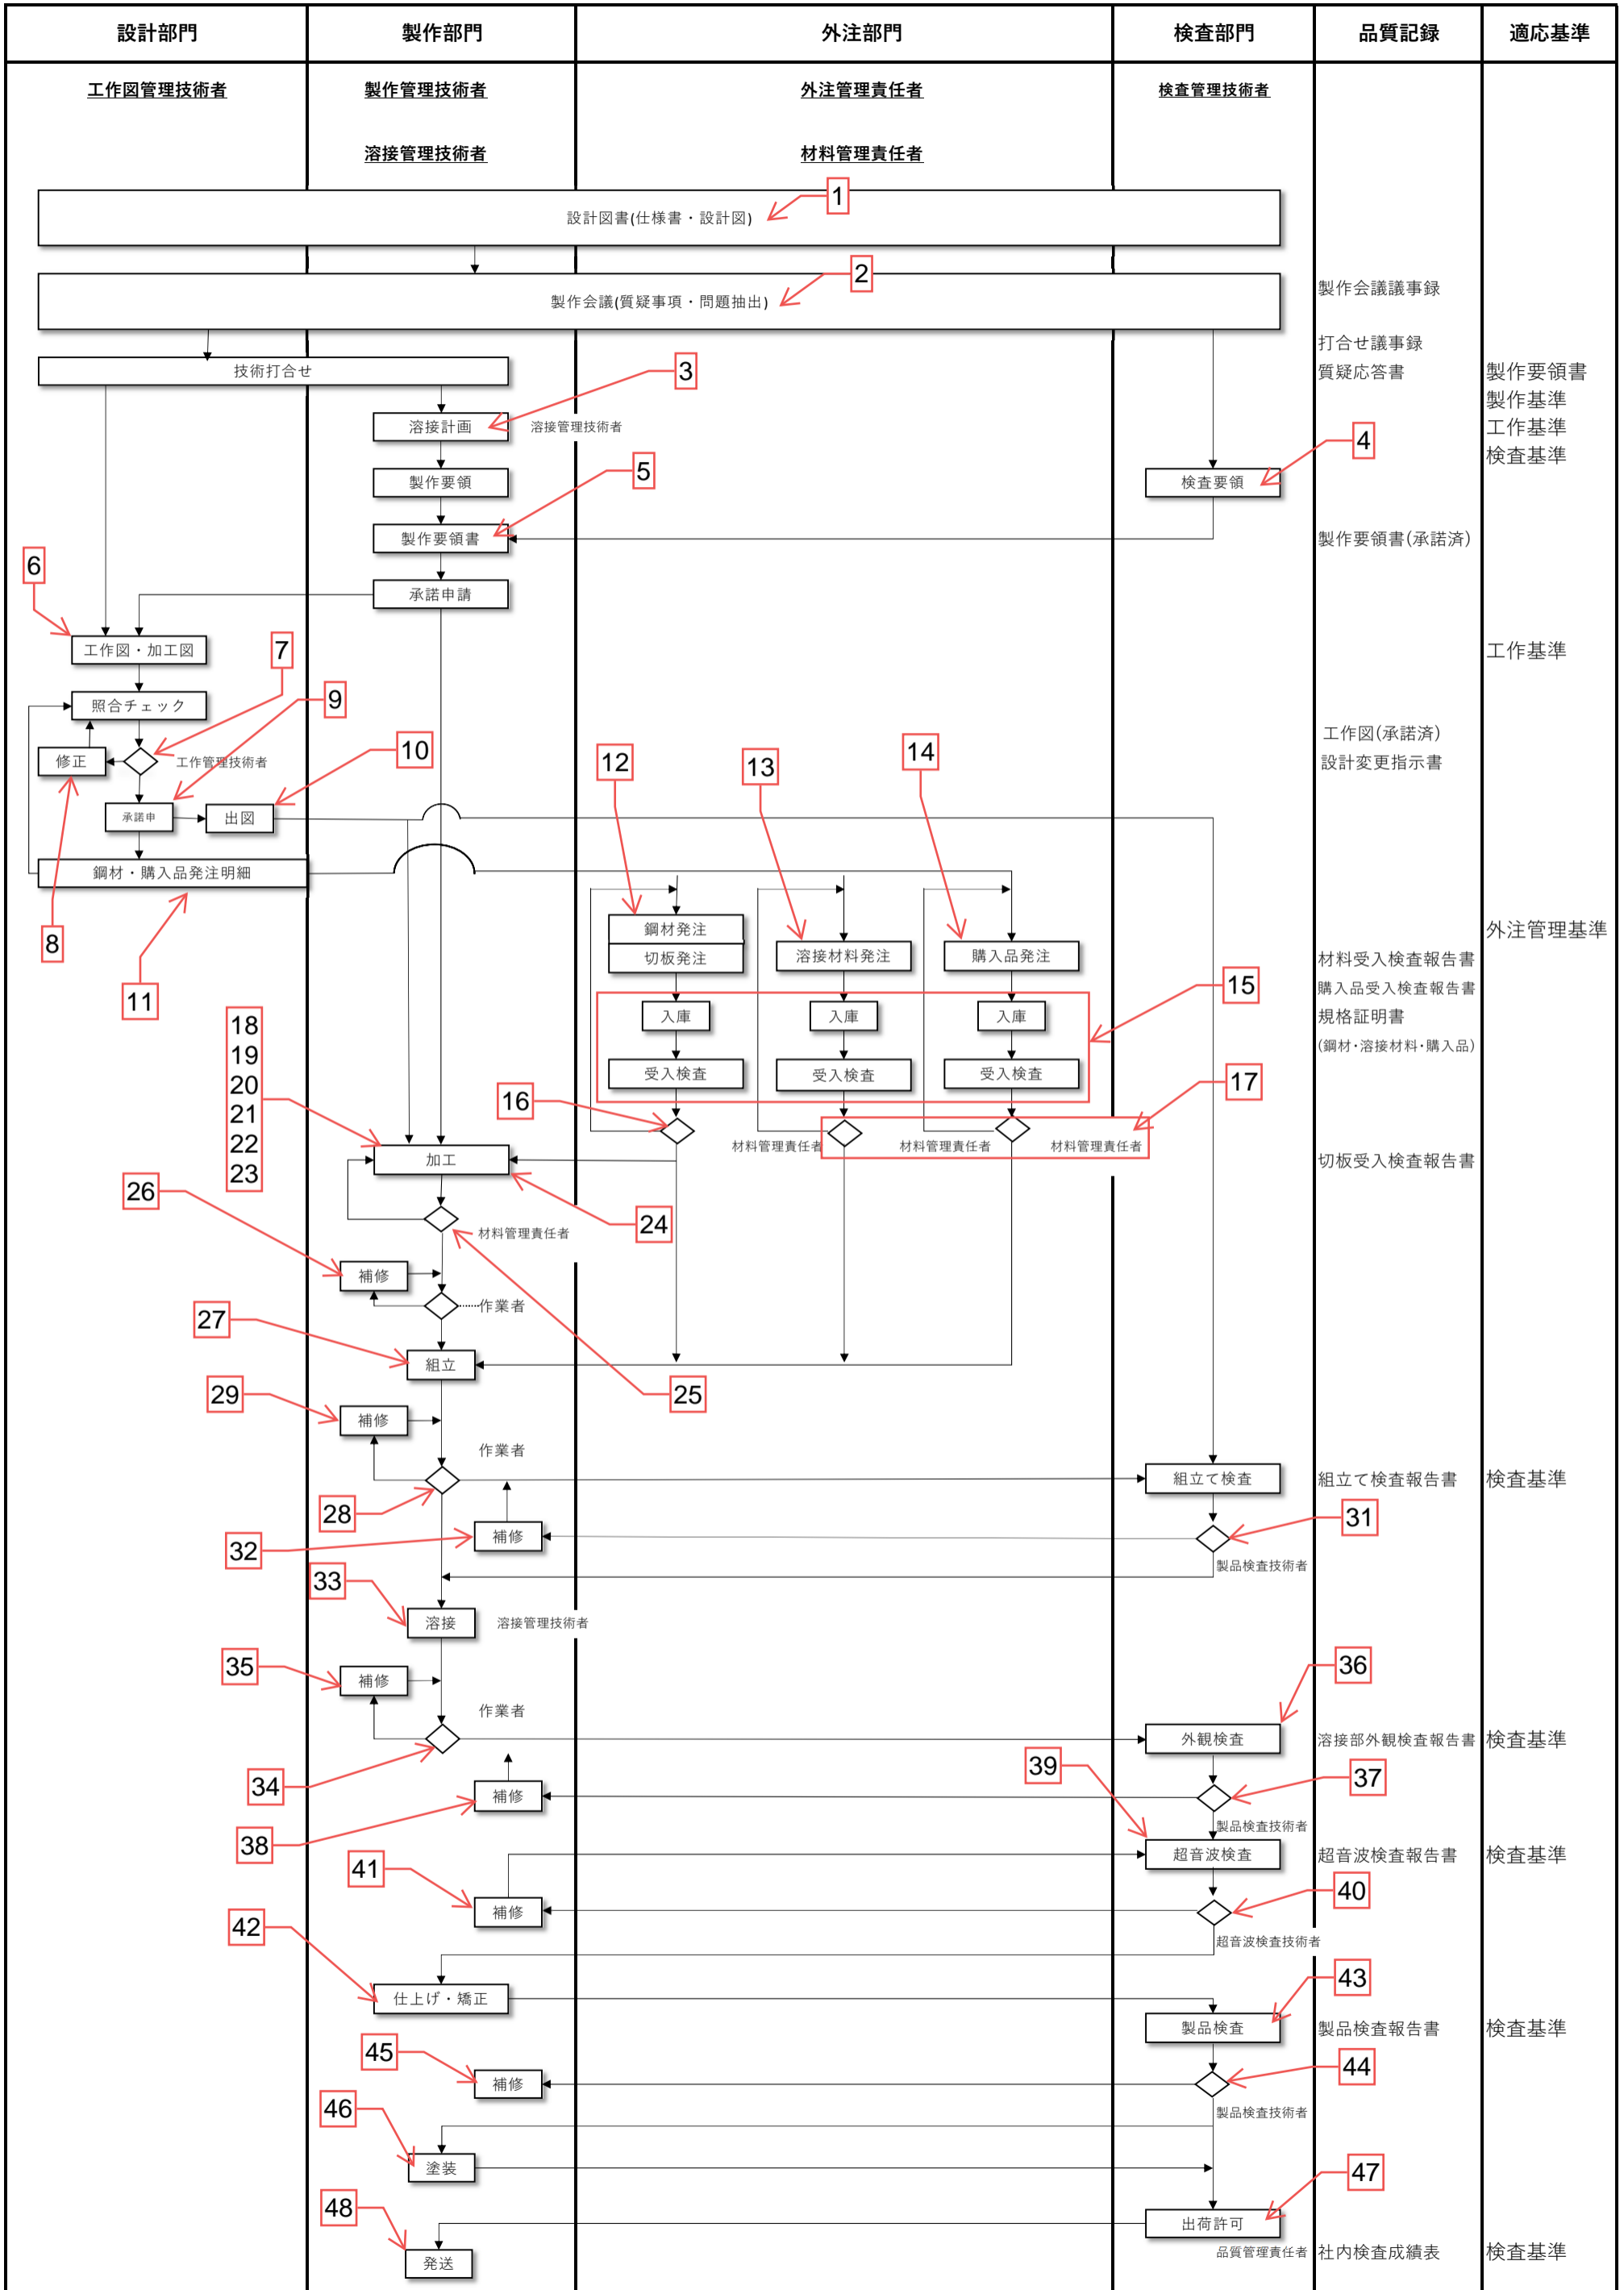 設計部門 製作部門 外注部門 検査部門 品質記録 適応基準
工作図管理技術者 製作管理技術者 外注管理責任者 検査管理技術者
溶接管理技術者 材料管理責任者
1
設計図書(仕様書・設計図)
2
製作会議(質疑事項・問題抽出)
製作会議議事録
打合せ議事録
技術打合せ
3
質疑応答書
製作要領書
製作基準
溶接計画
溶接管理技術者
工作基準
4
検査基準
5
製作要領
検査要領
製作要領書
製作要領書(承諾済)
6
承諾申請
工作図・加工図
7
工作基準
照合チェック
9
工作図(承諾済)
10
12
13
14
修正
工作管理技術者
設計変更指示書
承諾申
出図
鋼材・購入品発注明細
8
鋼材発注
外注管理基準
切板発注
溶接材料発注
購入品発注
材料受入検査報告書
11
15
購入品受入検査報告書
入庫
入庫
入庫
規格証明書
18
19
20
21
22
23
(鋼材・溶接材料・購入品)
受入検査
受入検査
受入検査
16
17
材料管理責任者
材料管理責任者
材料管理責任者
加工
切板受入検査報告書
26
24
材料管理責任者
補修
作業者
27
組立
29
25
補修
作業者
組立て検査
組立て検査報告書
検査基準
28
31
32
補修
製品検査技術者
33
溶接
溶接管理技術者
35
36
補修
作業者
外観検査
溶接部外観検査報告書
検査基準
34
39
37
補修
38
製品検査技術者
超音波検査
超音波検査報告書
検査基準
41
40
補修
42
超音波検査技術者
43
仕上げ・矯正
製品検査
製品検査報告書
検査基準
45
44
補修
46
製品検査技術者
塗装
47
48
出荷許可
発送
品質管理責任者
社内検査成績表
検査基準